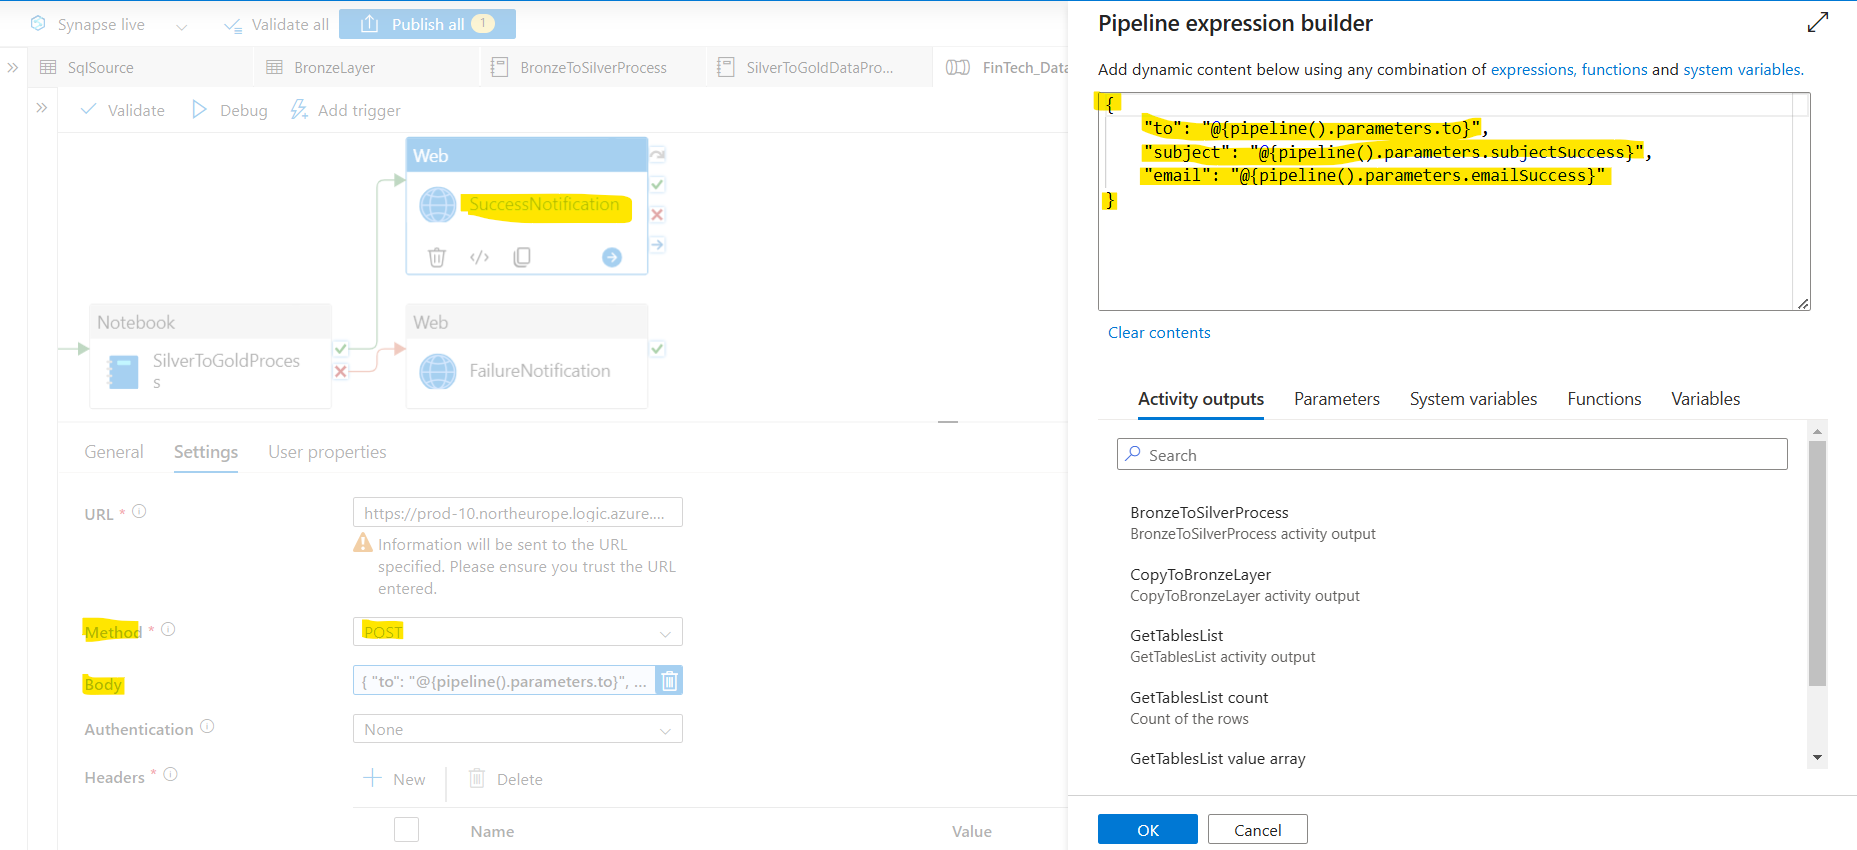 Synapse live
Validate all
Publish all 1
SqlSource
BronzeLayer
BronzeToSilverProcess
SilverToGoldDataPro...
FinTech_Data
Validate
Debug
Add trigger
Web
SuccessNotification
Notebook
SilverToGoldProces
s
Web
FailureNotification
General
Settings
User properties
URL *
https://prod-10.northeurope.logic.azure....
Information will be sent to the URL
specified. Please ensure you trust the URL
entered.
Method *
POST
Body
{ "to": "@{pipeline().parameters.to}", ...
Authentication
None
Headers *
New
Delete
Name
Value
Pipeline expression builder
Add dynamic content below using any combination of expressions, functions and system variables.
{
"to": "@{pipeline().parameters.to}",
"subject": "@{pipeline().parameters.subjectSuccess}",
"email": "@{pipeline().parameters.emailSuccess}"
}
Clear contents
Activity outputs
Parameters
System variables
Functions
Variables
Search
BronzeToSilverProcess
BronzeToSilverProcess activity output
CopyToBronzeLayer
CopyToBronzeLayer activity output
GetTablesList
GetTablesList activity output
GetTablesList count
Count of the rows
GetTablesList value array
OK
Cancel